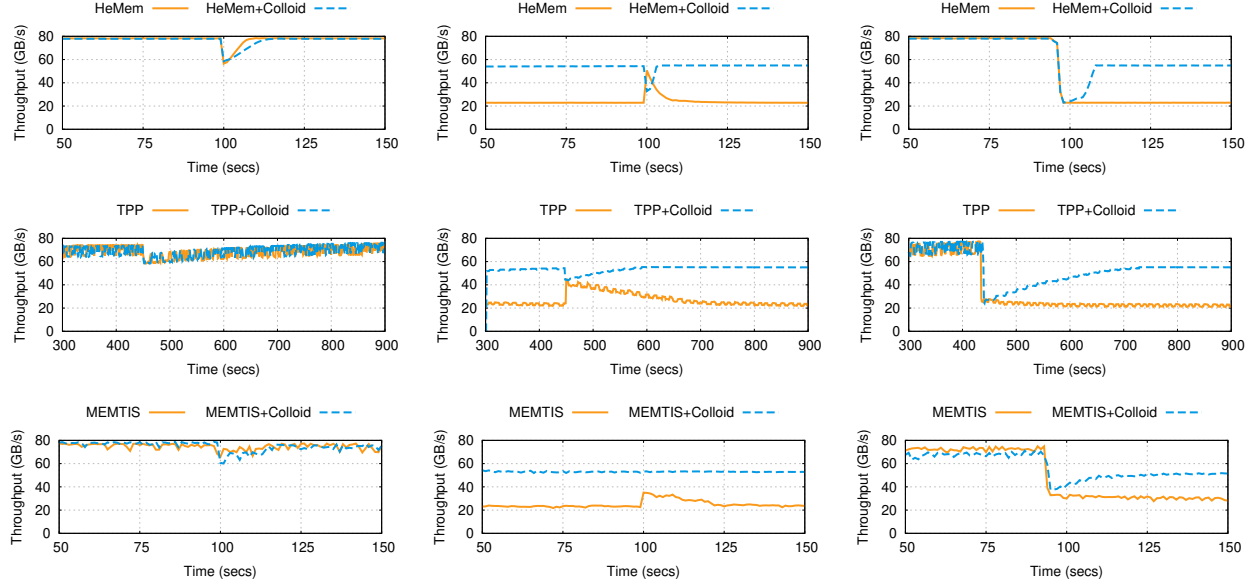 HeMem HeMem+Colloid
Throughput (GB/s)
80
60
40
20
0
50 75 100 125 150
Time (secs)
HeMem HeMem+Colloid
Throughput (GB/s)
80
60
40
20
0
50 75 100 125 150
Time (secs)
HeMem HeMem+Colloid
Throughput (GB/s)
80
60
40
20
0
50 75 100 125 150
Time (secs)
TPP TPP+Colloid
Throughput (GB/s)
80
60
40
20
0
300 400 500 600 700 800 900
Time (secs)
TPP TPP+Colloid
Throughput (GB/s)
80
60
40
20
0
300 400 500 600 700 800 900
Time (secs)
TPP TPP+Colloid
Throughput (GB/s)
80
60
40
20
0
300 400 500 600 700 800 900
Time (secs)
MEMTIS MEMTIS+Colloid
Throughput (GB/s)
80
60
40
20
0
50 75 100 125 150
Time (secs)
MEMTIS MEMTIS+Colloid
Throughput (GB/s)
80
60
40
20
0
50 75 100 125 150
Time (secs)
MEMTIS MEMTIS+Colloid
Throughput (GB/s)
80
60
40
20
0
50 75 100 125 150
Time (secs)